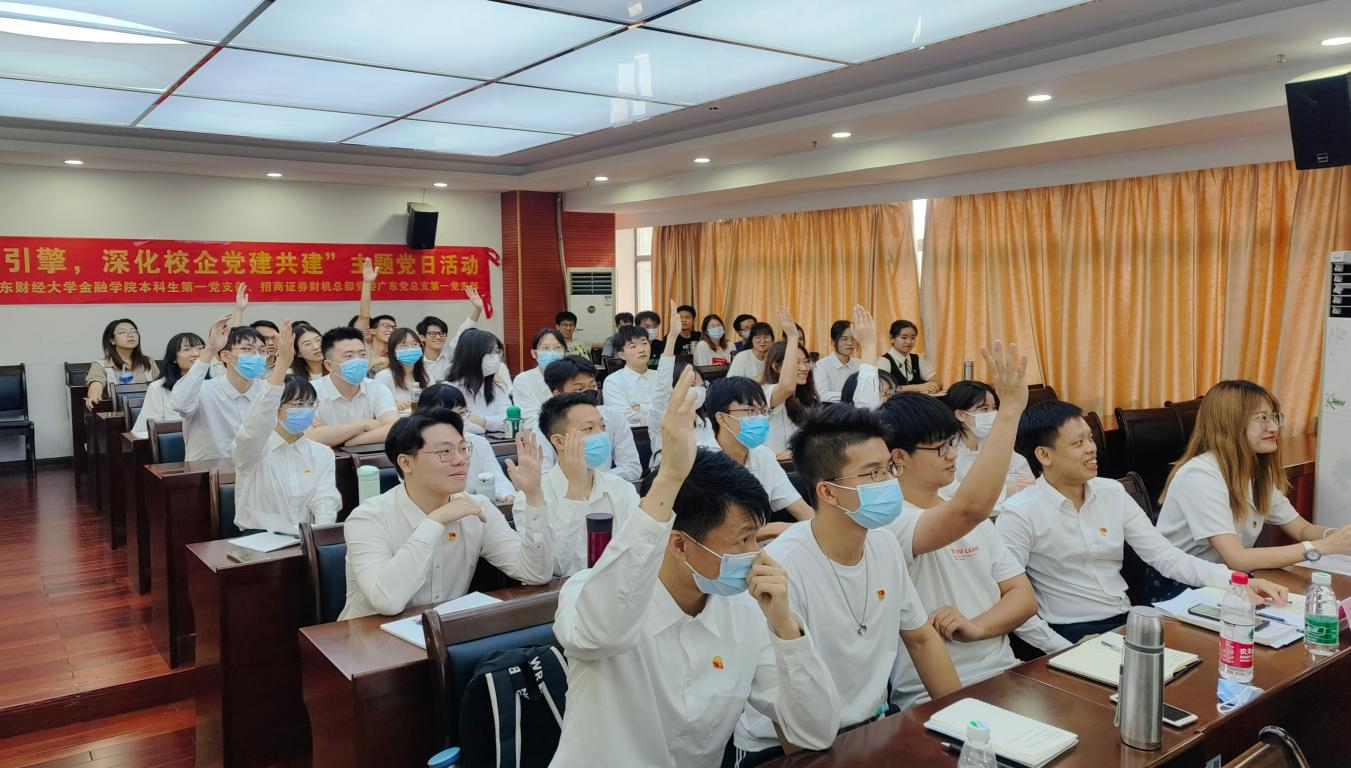 引擎，深化校企党建共建”主题党日活动
东财经大学金融学院本科生第一党支部、招商证券财机总部党委广东党总支第一党支部